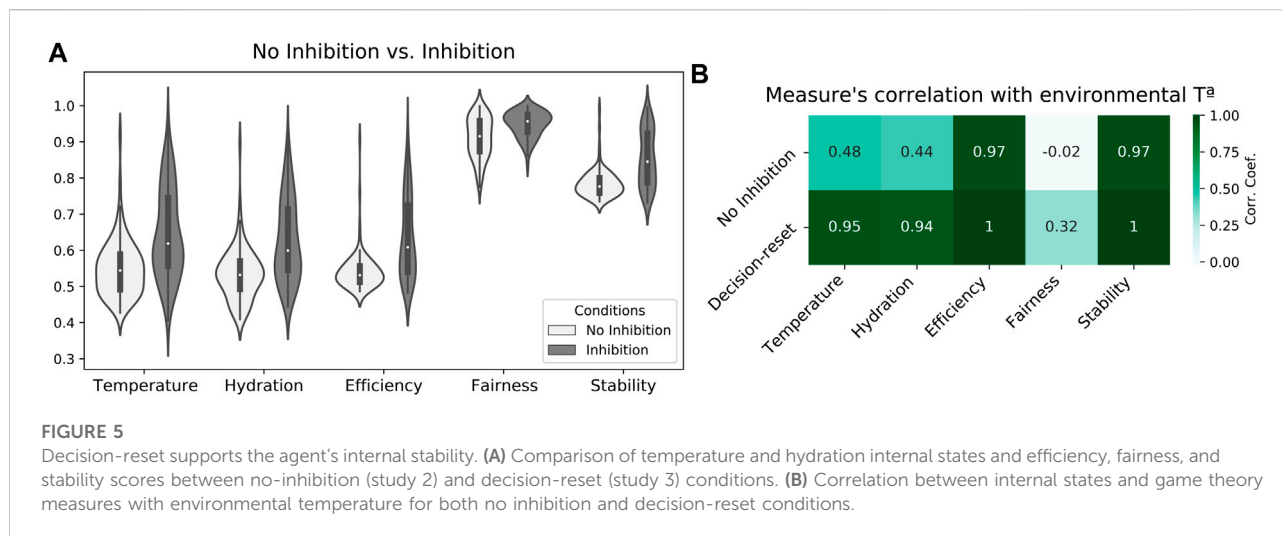 A
No Inhibition vs. Inhibition
1.0
0.9
0.8
0.7
0.6
0.5
0.4
0.3
Temperature Hydration Efficiency Fairness Stability
Conditions
No Inhibition
Inhibition
B
Measure's correlation with environmental Tª
No Inhibition
0.48 0.44 0.97 -0.02 0.97
Decision-reset
0.95 0.94 1 0.32 1
Temperature Hydration Efficiency Fairness Stability
1.00
0.75
0.50
0.25
0.00
Corr. Coef.
FIGURE 5
Decision-reset supports the agent's internal stability. (A) Comparison of temperature and hydration internal states and efficiency, fairness, and
stability scores between no-inhibition (study 2) and decision-reset (study 3) conditions. (B) Correlation between internal states and game theory
measures with environmental temperature for both no inhibition and decision-reset conditions.